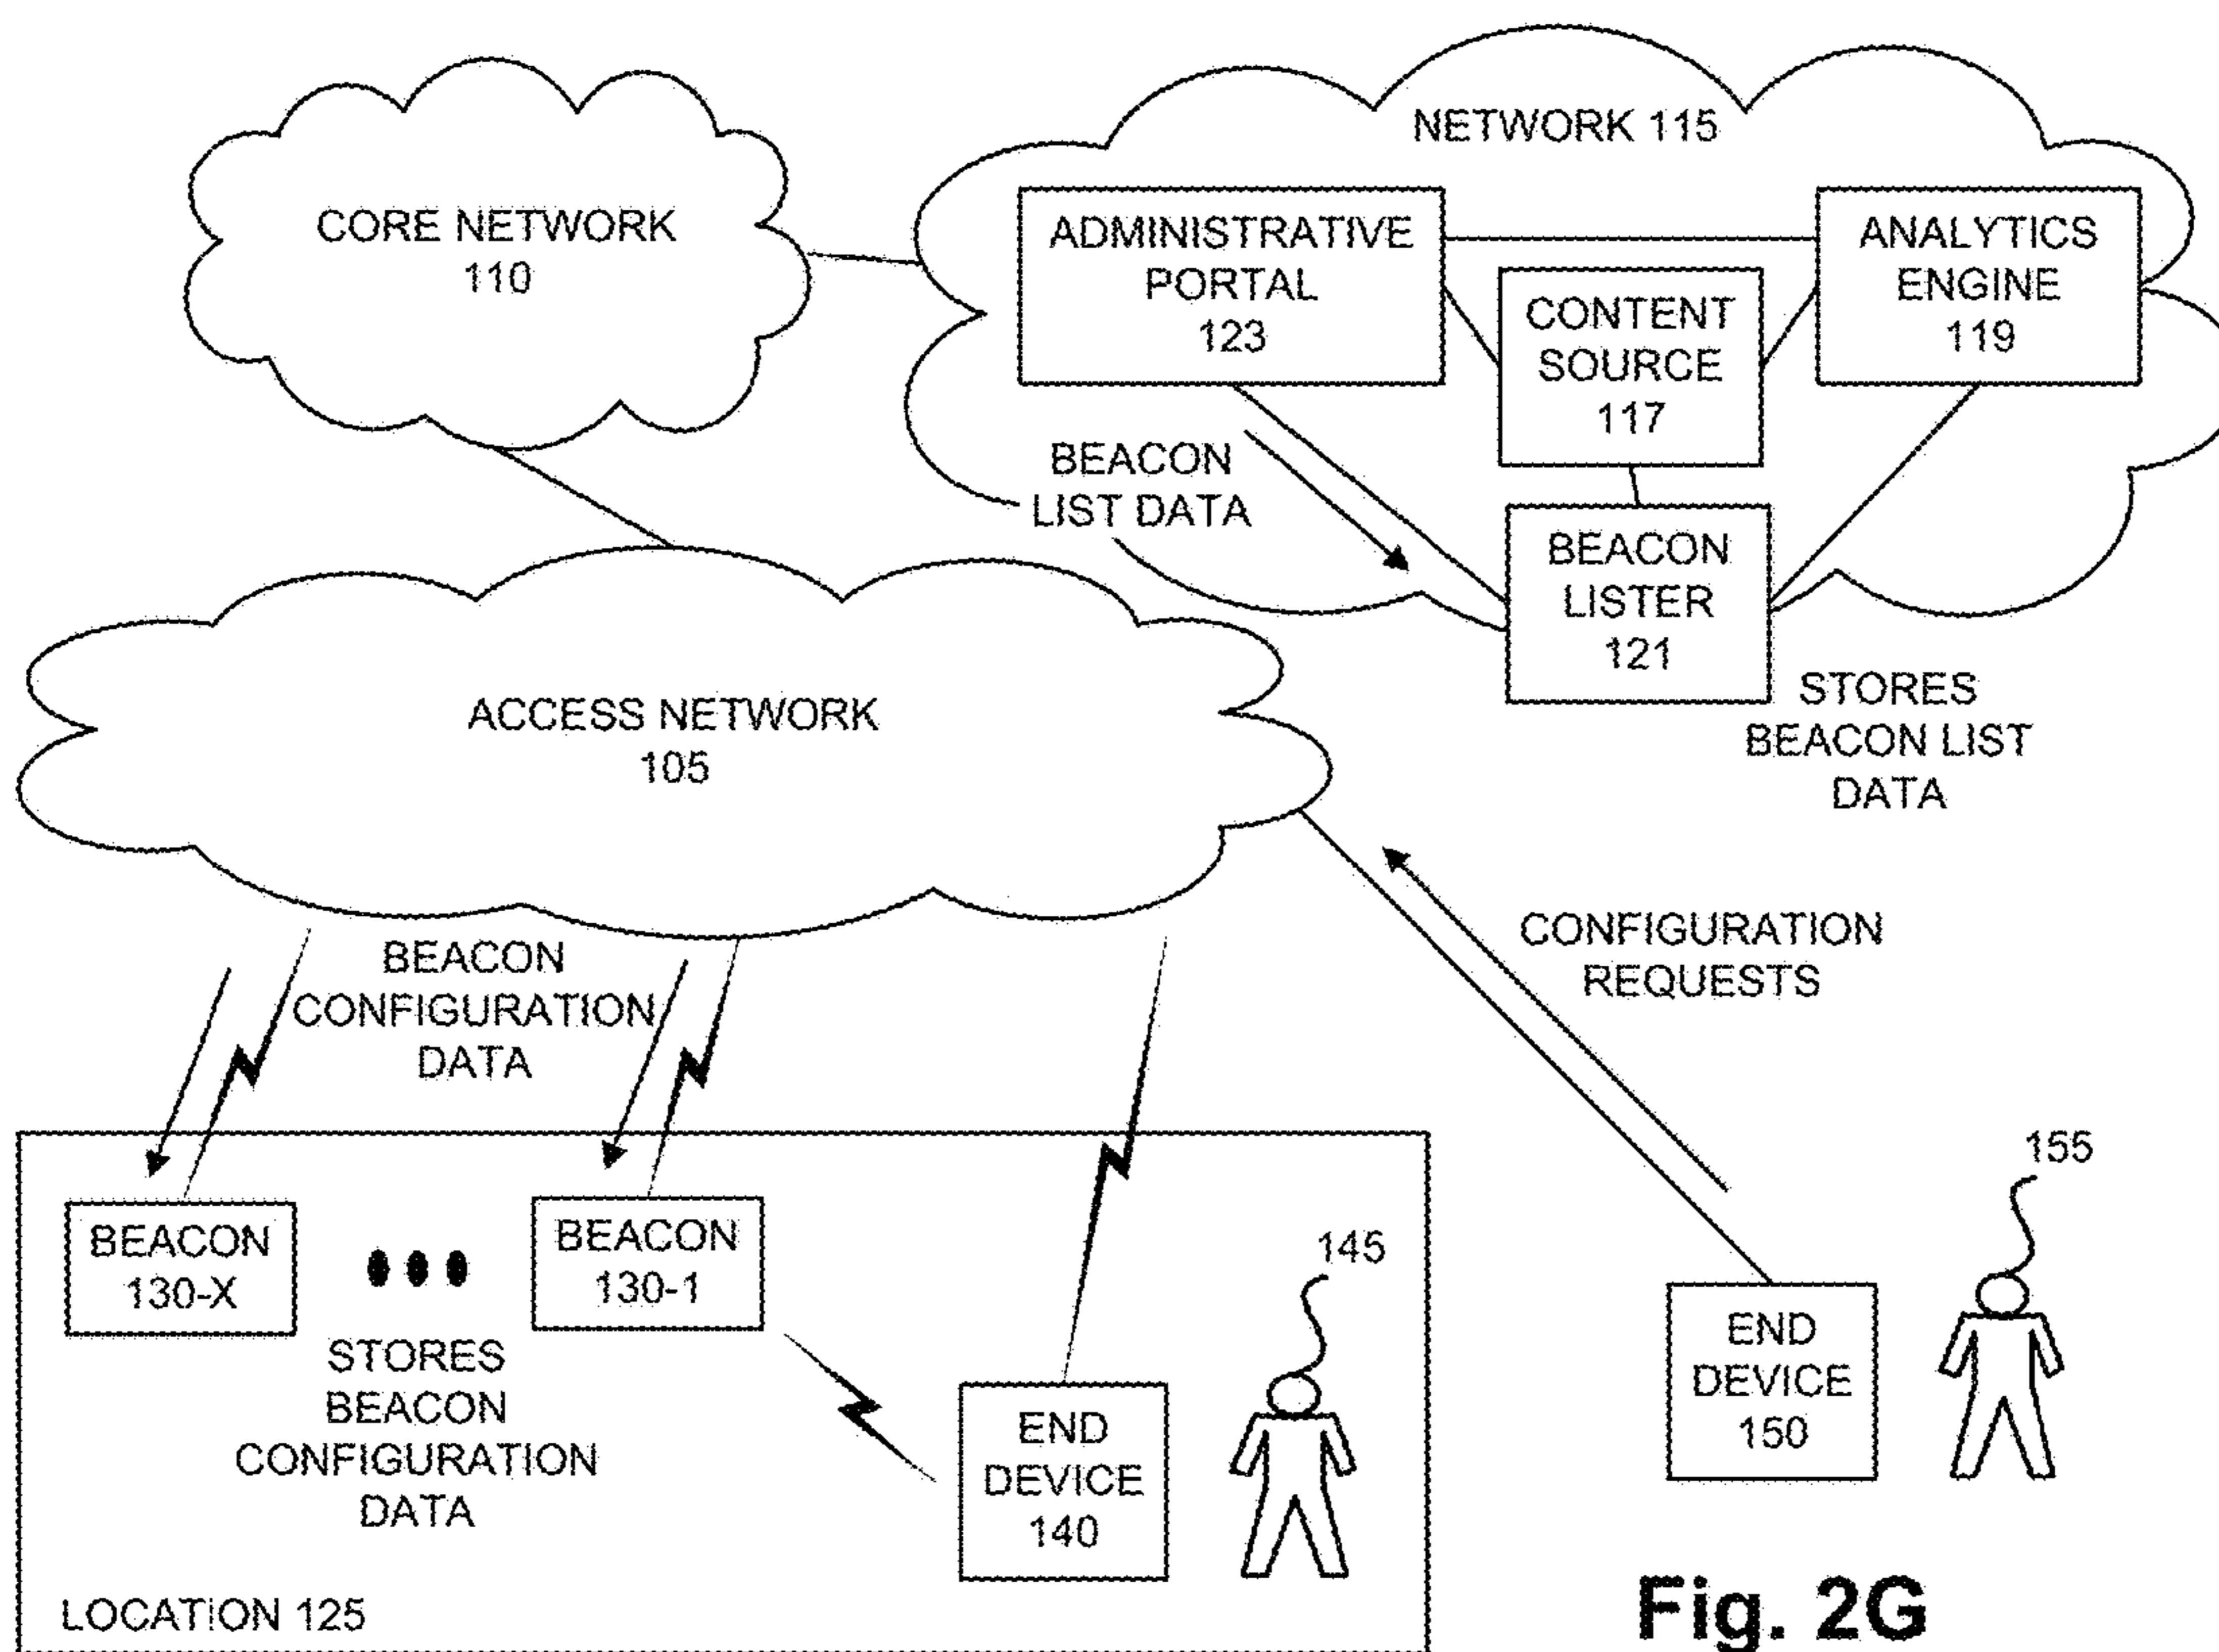 NETWORK 115
CORE NETWORK
110
ADMINISTRATIVE
PORTAL
123
CONTENT
SOURCE
117
ANALYTICS
ENGINE
119
BEACON
LIST DATA
BEACON
LISTER
121
STORES
BEACON LIST
DATA
ACCESS NETWORK
105
CONFIGURATION
REQUESTS
BEACON
CONFIGURATION
DATA
BEACON
130-X
BEACON
130-1
STORES
BEACON
CONFIGURATION
DATA
END
DEVICE
140
145
END
DEVICE
150
155
LOCATION 125
Fig. 2G